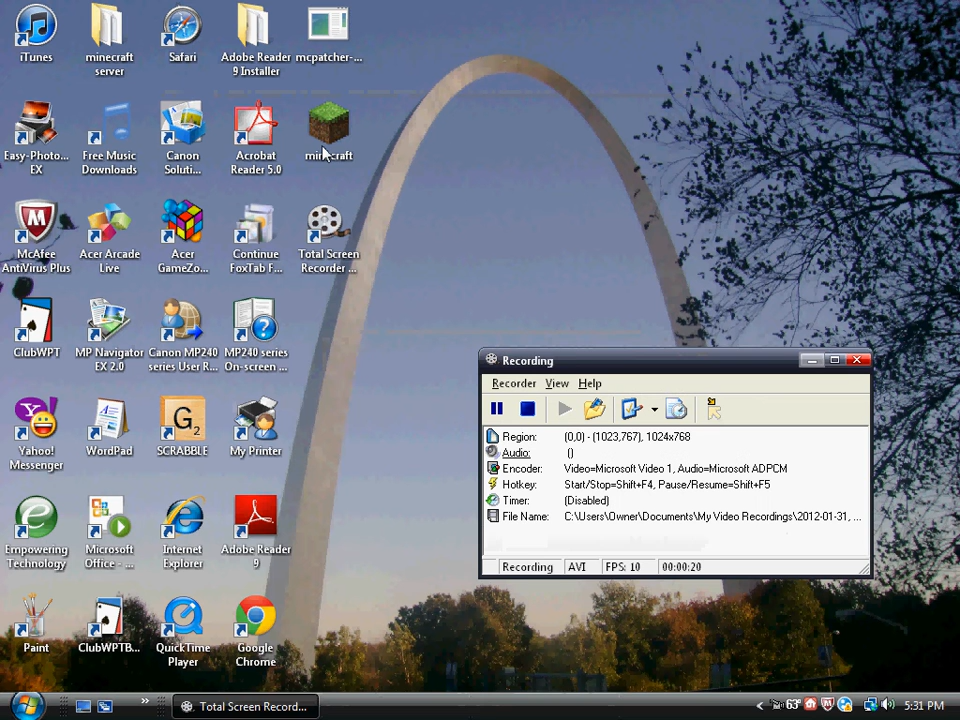 iTunes
minecraft
server
Safari
Adobe Reader
9 Installer
mcpatcher-...
Easy-Photo...
EX
Free Music
Downloads
Canon
Soluti...
Acrobat
Reader 5.0
minecraft
McAfee
AntiVirus Plus
Acer Arcade
Live
Acer
GameZo...
Continue
FoxTab F...
Total Screen
Recorder ...
ClubWPT
MP Navigator
EX 2.0
Canon MP240
series User R...
MP240 series
On-screen ...
Yahoo!
Messenger
WordPad
G2
SCRABBLE
My Printer
Empowering
Technology
Microsoft
Office - ...
Internet
Explorer
Adobe Reader
9
Paint
ClubWPTB...
QuickTime
Player
Google
Chrome
Recording
Recorder View Help
Region: (0,0) - (1023,767), 1024x768
Audio: ()
Encoder: Video=Microsoft Video 1, Audio=Microsoft ADPCM
Hotkey: Start/Stop=Shift+F4, Pause/Resume=Shift+F5
Timer: (Disabled)
File Name: C:\Users\Owner\Documents\My Video Recordings\2012-01-31, ...
Recording AVI FPS: 10 00:00:20
» Total Screen Record... < 63° 5:31 PM